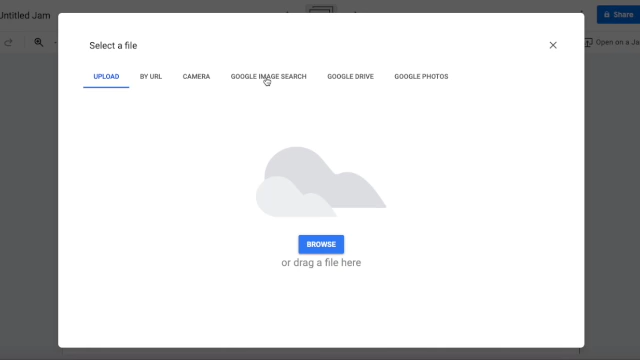 Untitled Jam
Share
Select a file
Open on a Ja
UPLOAD BY URL CAMERA GOOGLE IMAGE SEARCH GOOGLE DRIVE GOOGLE PHOTOS
BROWSE
or drag a file here